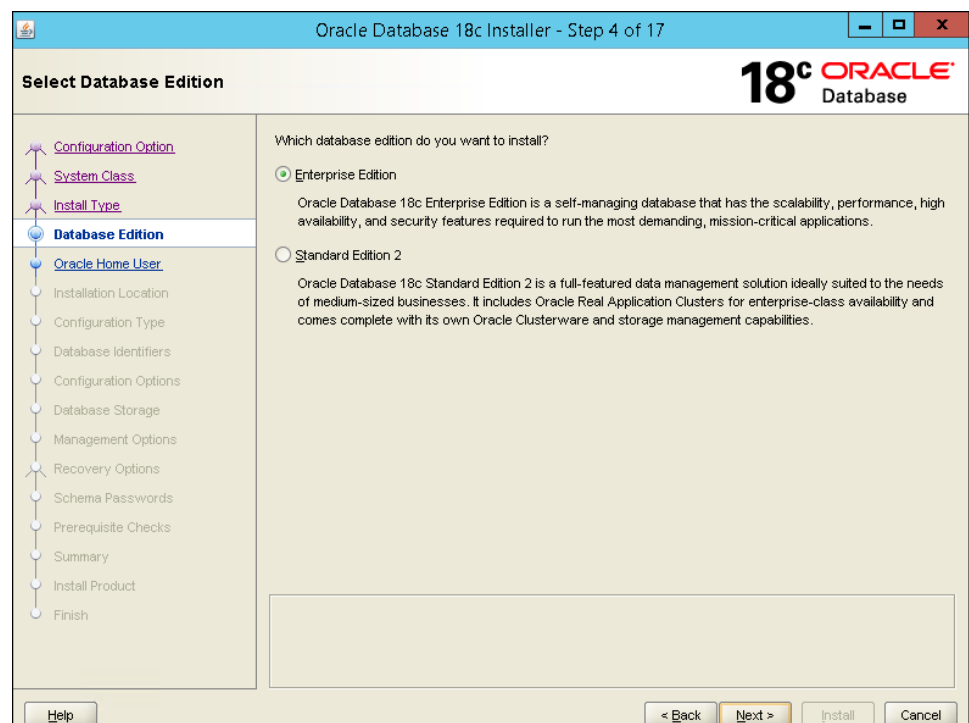 Oracle Database 18c Installer - Step 4 of 17
Select Database Edition
18c ORACLE
Database
Configuration Option
System Class
Install Type
Database Edition
Oracle Home User
Installation Location
Configuration Type
Database Identifiers
Configuration Options
Database Storage
Management Options
Recovery Options
Schema Passwords
Prerequisite Checks
Summary
Install Product
Finish
Which database edition do you want to install?
Enterprise Edition
Oracle Database 18c Enterprise Edition is a self-managing database that has the scalability, performance, high
availability, and security features required to run the most demanding, mission-critical applications.
Standard Edition 2
Oracle Database 18c Standard Edition 2 is a full-featured data management solution ideally suited to the needs
of medium-sized businesses. It includes Oracle Real Application Clusters for enterprise-class availability and
comes complete with its own Oracle Clusterware and storage management capabilities.
Help
< Back
Next >
Install
Cancel